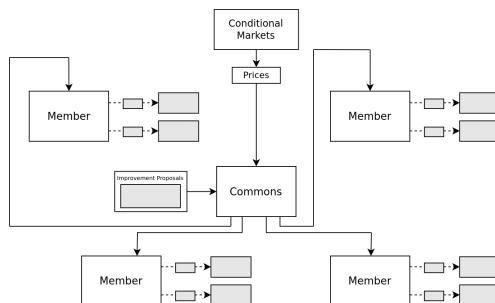 Conditional
Markets
Prices
Member
Member
Improvement Proposals
Commons
Member
Member